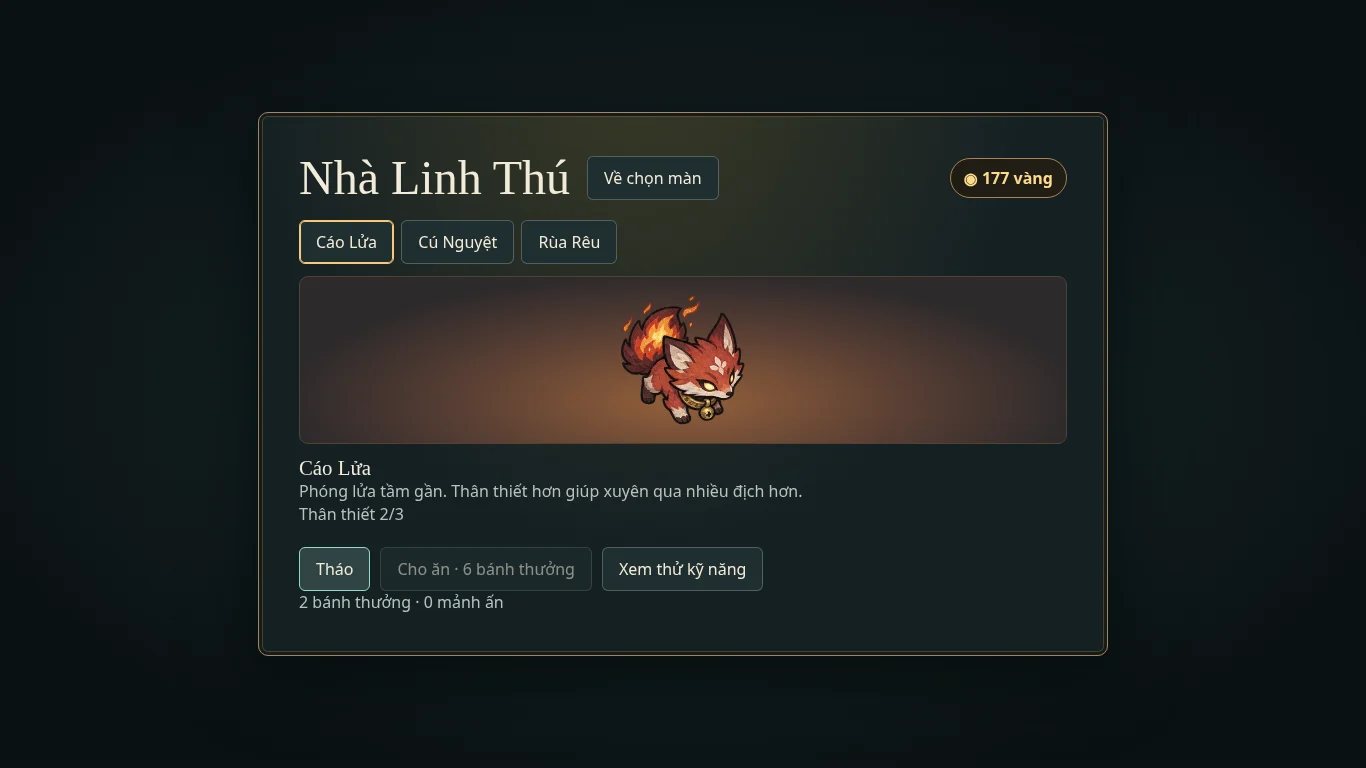 Nhà Linh Thú
Về chọn màn
◉ 177 vàng
Cáo Lửa
Cú Nguyệt
Rùa Rêu
Cáo Lửa
Phóng lửa tầm gần. Thân thiết hơn giúp xuyên qua nhiều địch hơn.
Thân thiết 2/3
Tháo
Cho ăn · 6 bánh thưởng
Xem thử kỹ năng
2 bánh thưởng · 0 mảnh ấn